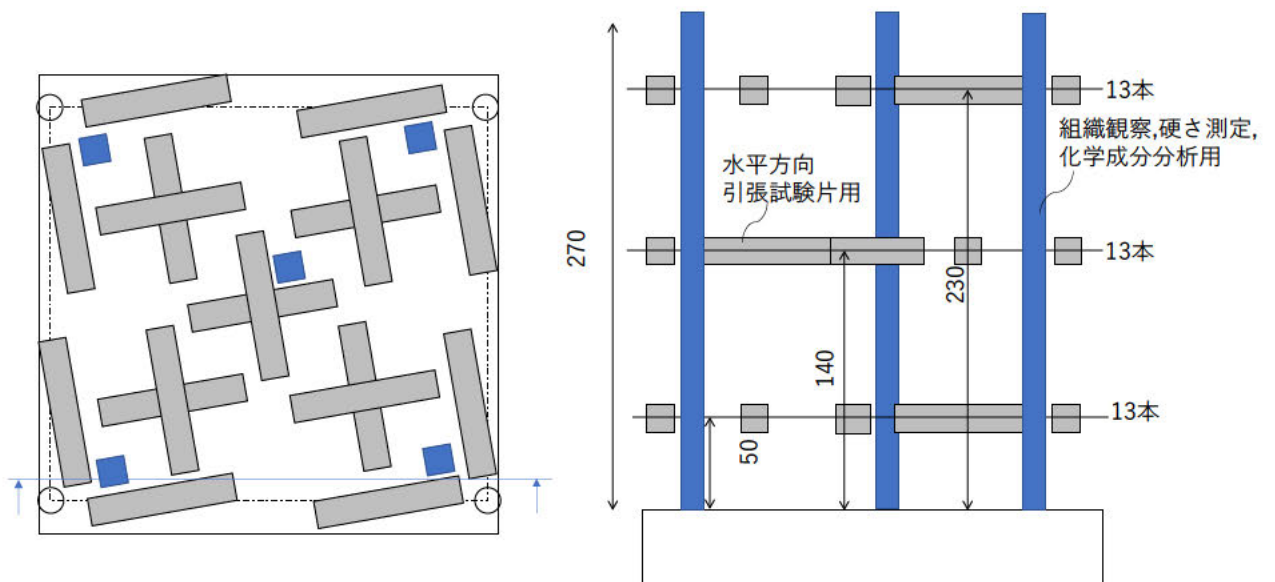 13本
組織観察,硬さ測定,
化学成分分析用
水平方向
引張試験片用
13本
270
230
140
13本
50